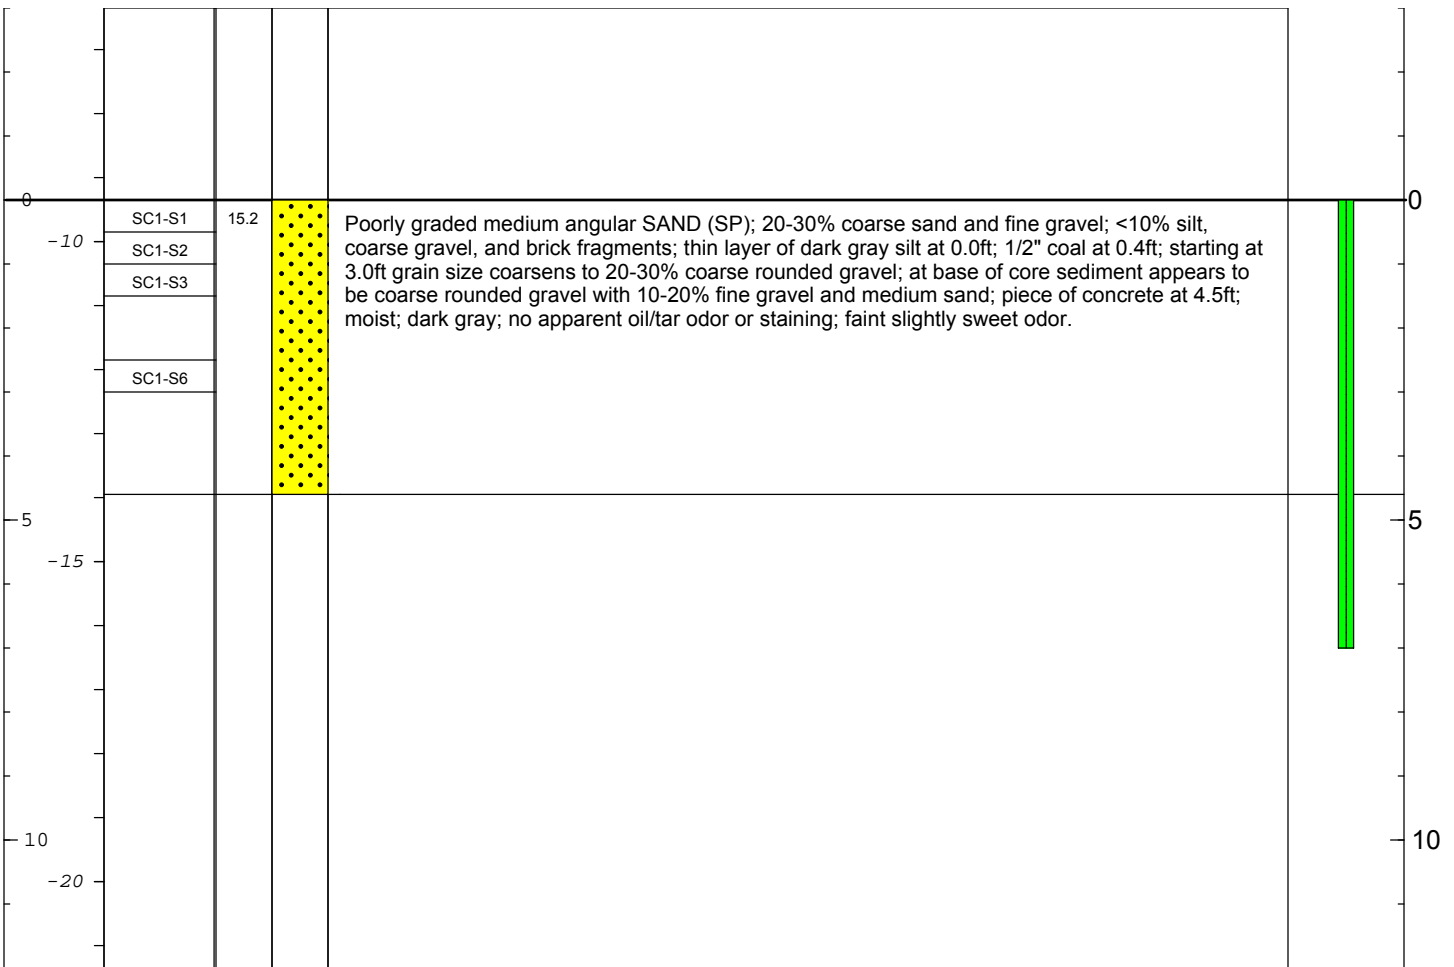 0
0
SC1-S1 15.2
Poorly graded medium angular SAND (SP); 20-30% coarse sand and fine gravel; <10% silt,
coarse gravel, and brick fragments; thin layer of dark gray silt at 0.0ft; 1/2" coal at 0.4ft; starting at
3.0ft grain size coarsens to 20-30% coarse rounded gravel; at base of core sediment appears to
be coarse rounded gravel with 10-20% fine gravel and medium sand; piece of concrete at 4.5ft;
moist; dark gray; no apparent oil/tar odor or staining; faint slightly sweet odor.
-10
SC1-S2
SC1-S3
SC1-S6
5
5
-15
10
10
-20